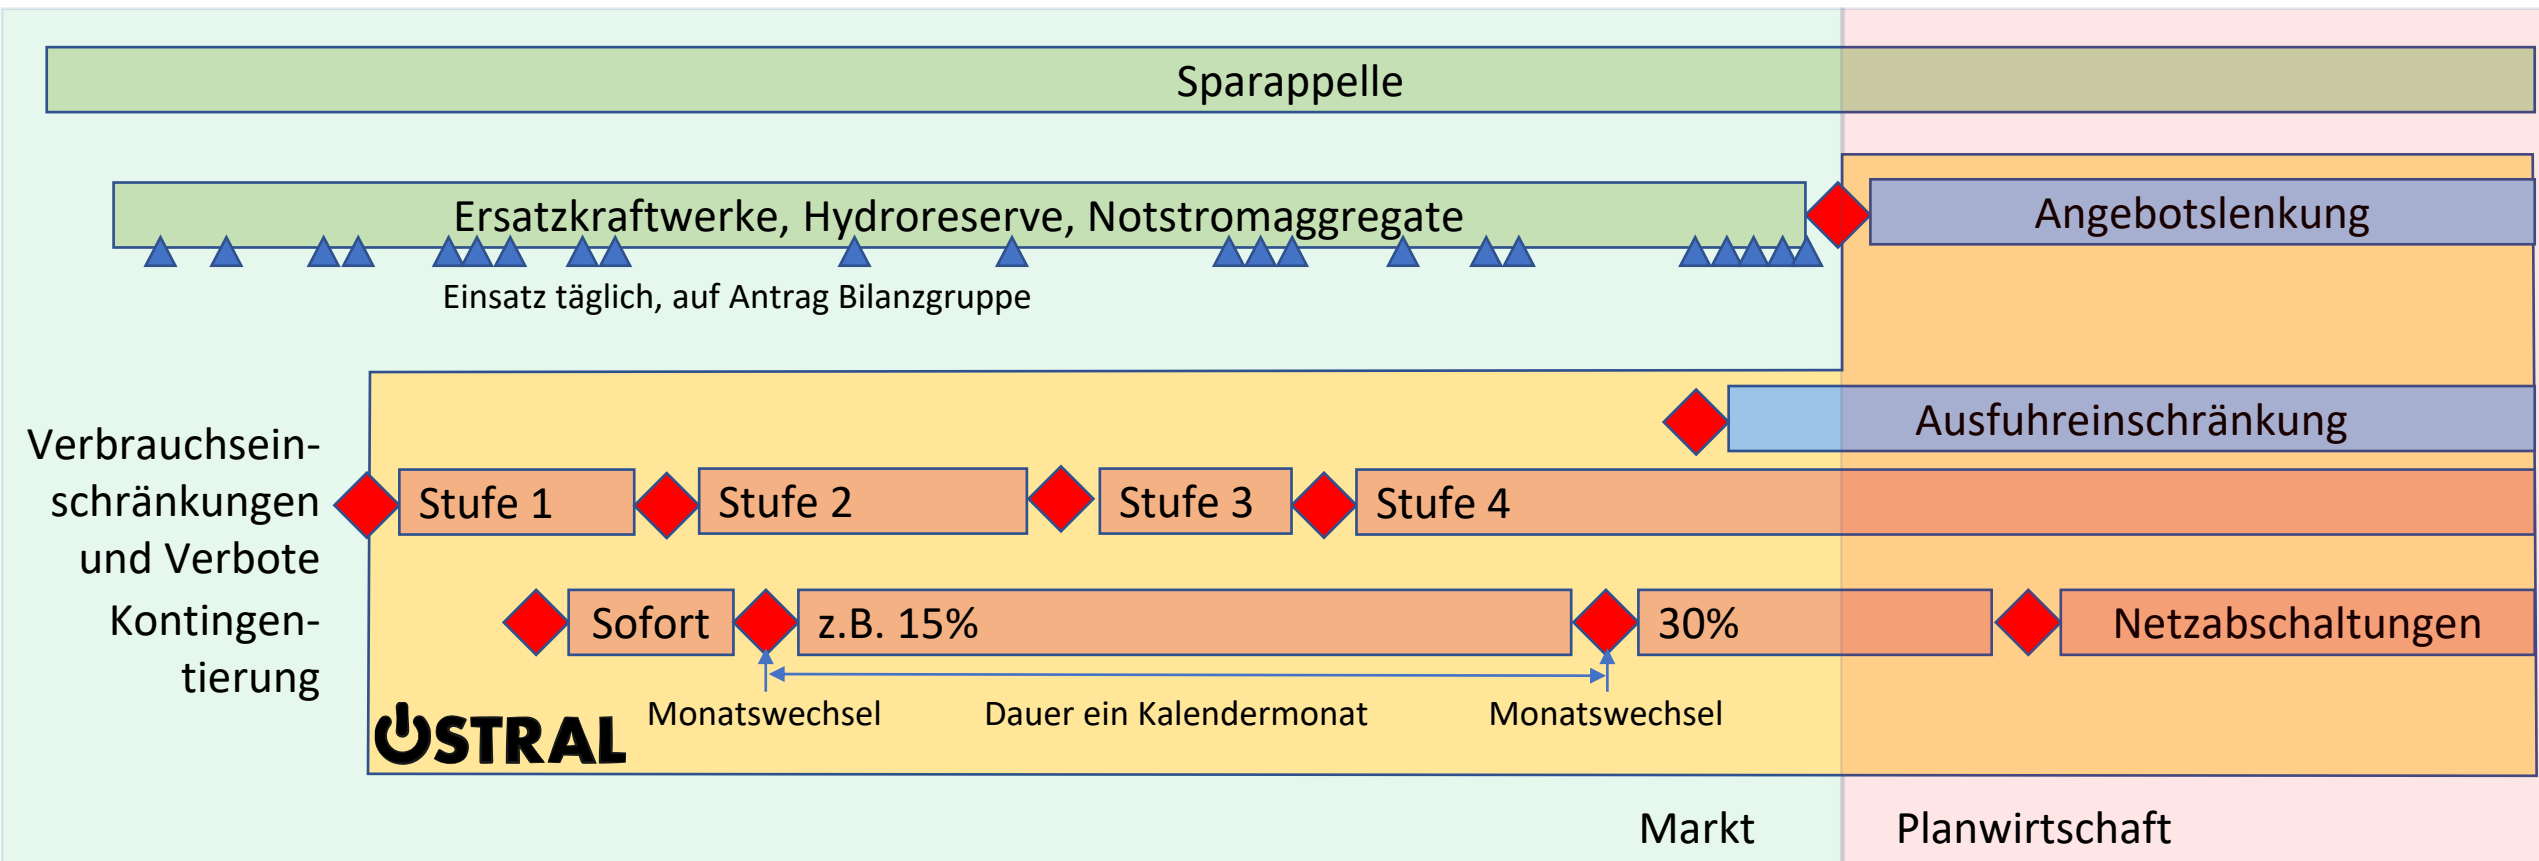 Sparappelle
Ersatzkraftwerke, Hydroreserve, Notstromaggregate
Angebotslenkung
Einsatz täglich, auf Antrag Bilanzgruppe
Ausfuhreinschränkung
Verbrauchsein-
schränkungen
und Verbote
Stufe 1
Stufe 2
Stufe 3
Stufe 4
Kontingen-
tierung
Sofort
z.B. 15%
30%
Netzabschaltungen
Monatswechsel
Dauer ein Kalendermonat
Monatswechsel
OSTRAL
Markt
Planwirtschaft